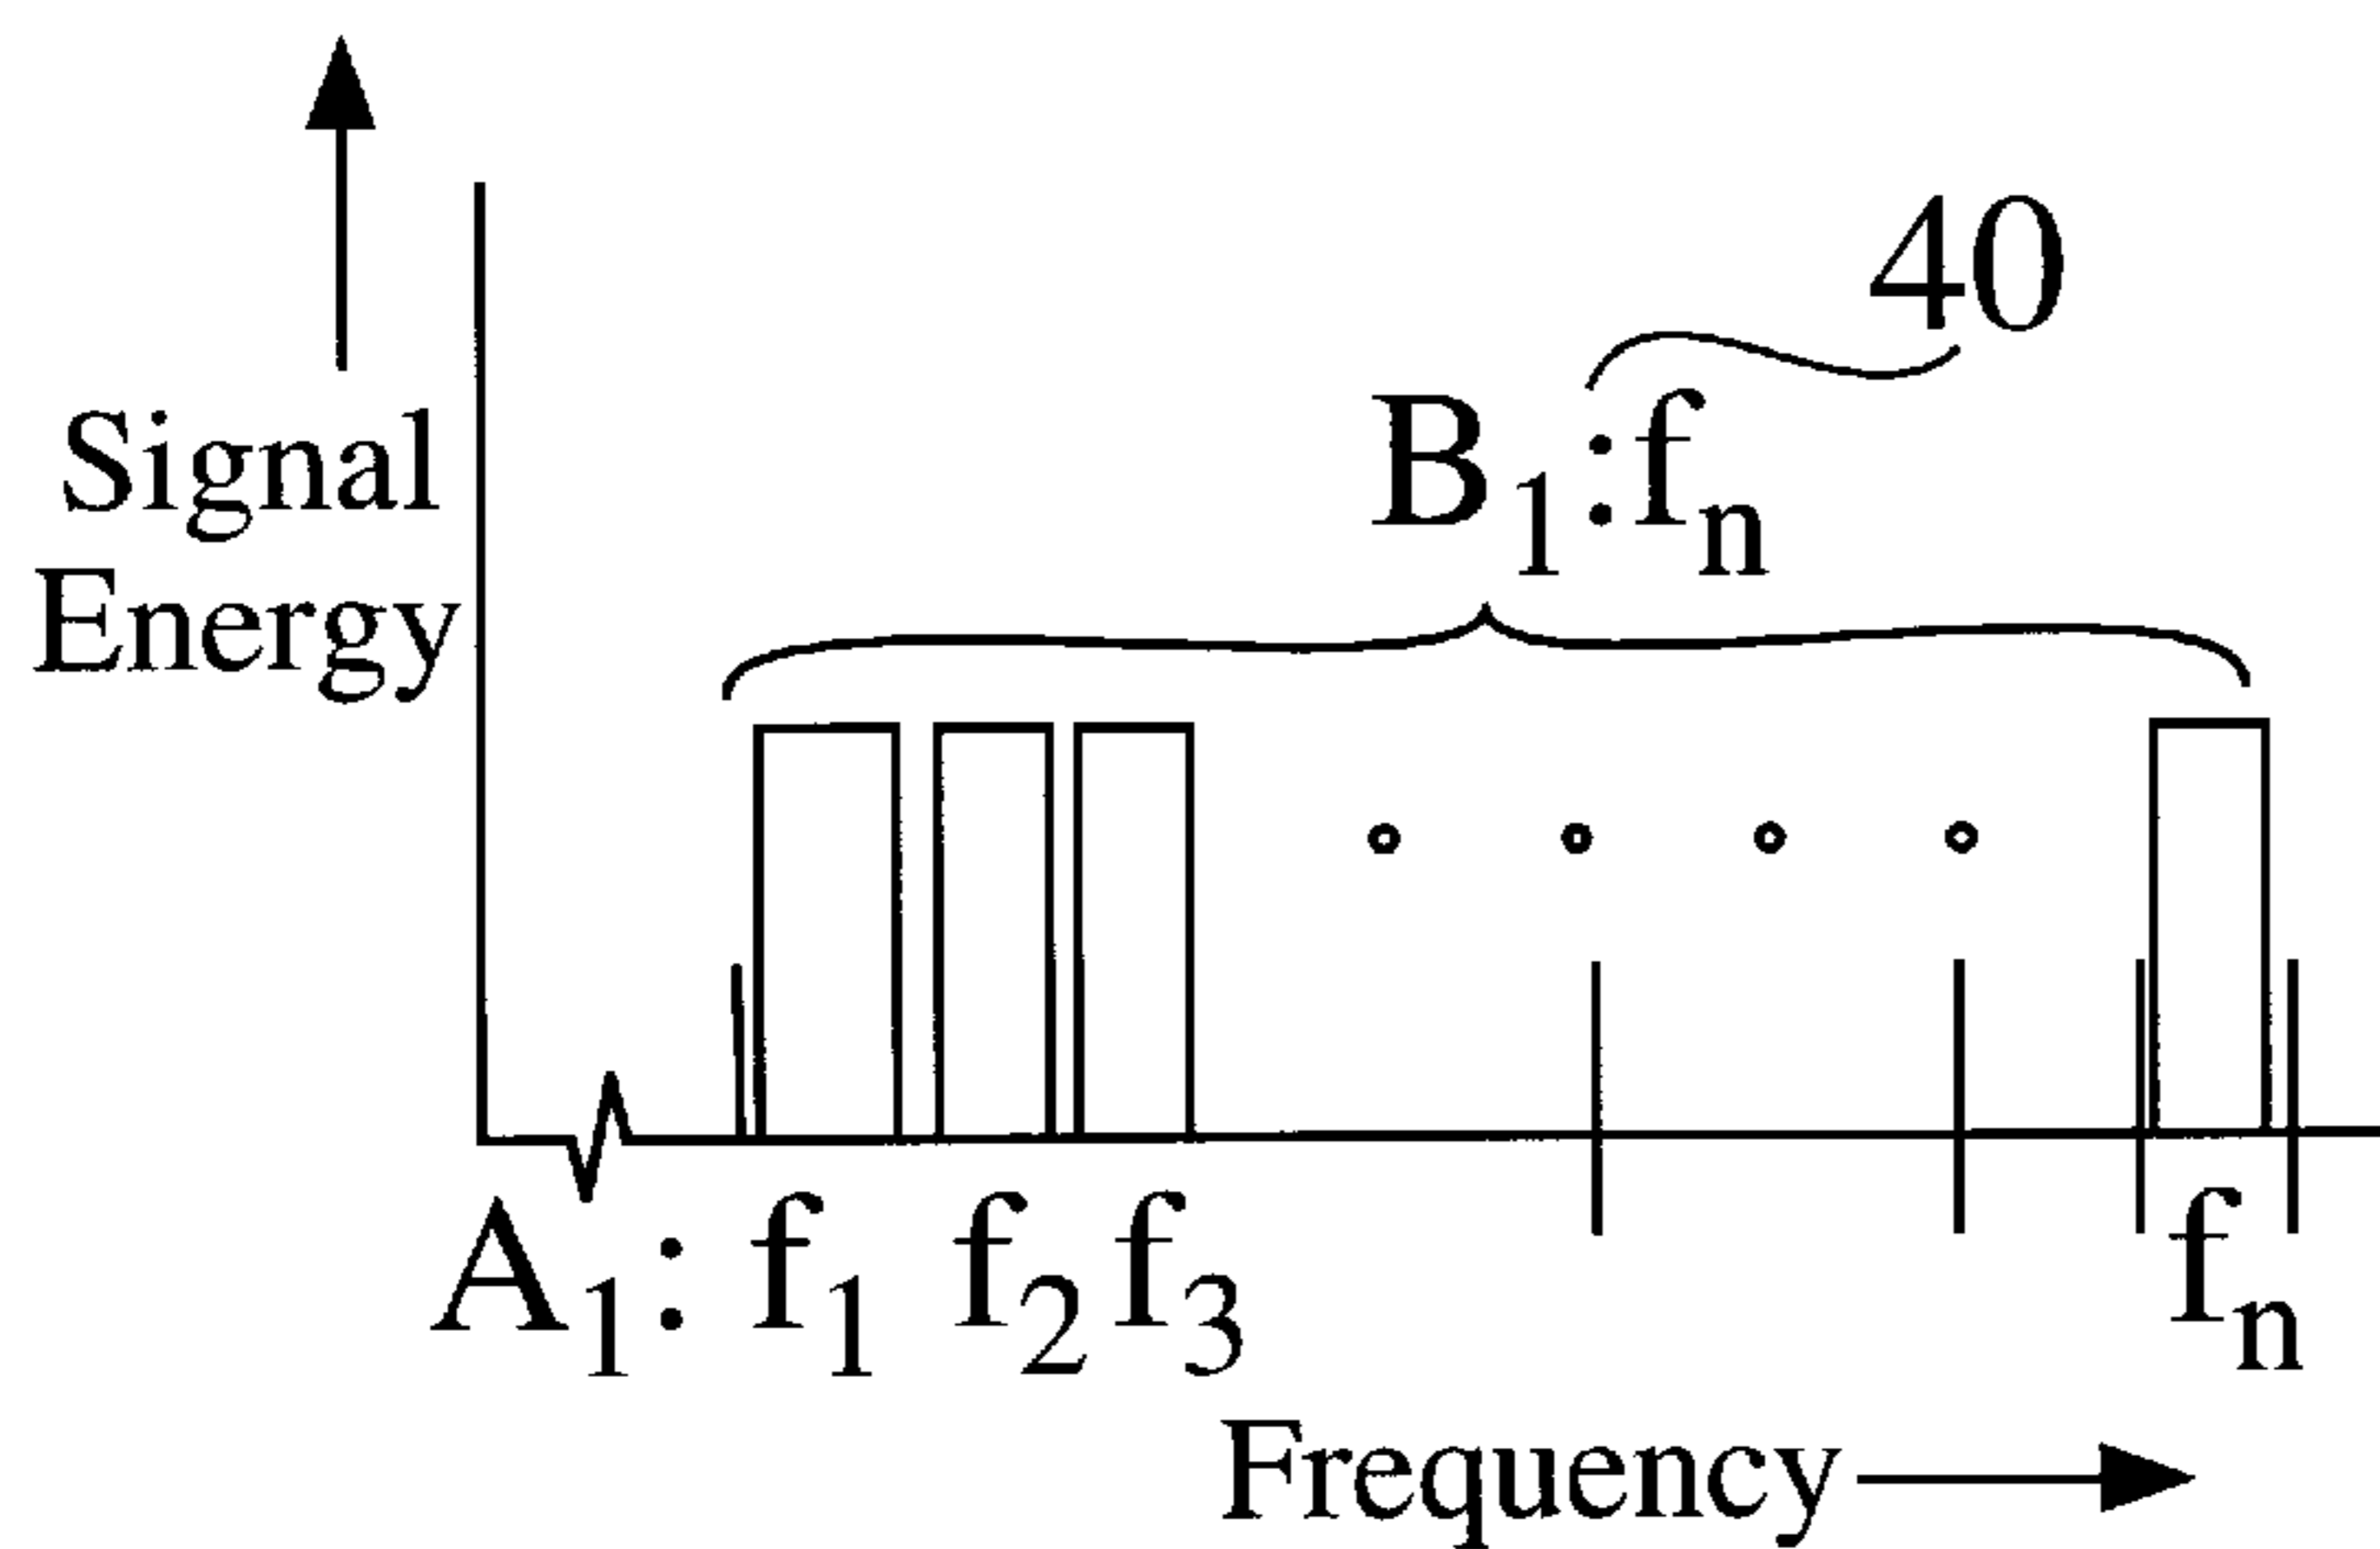 40
Signal
Energy
B₁:fₙ
A₁: f₁ f₂ f₃ fₙ
Frequency